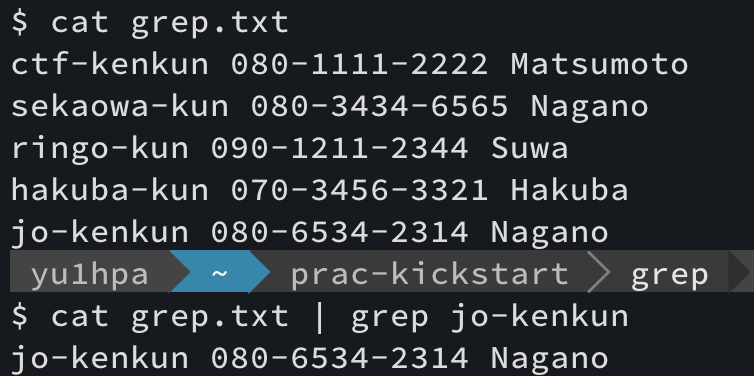 $ cat grep.txt
ctf-kenkun 080-1111-2222 Matsumoto
sekaowa-kun 080-3434-6565 Nagano
ringo-kun 090-1211-2344 Suwa
hakuba-kun 070-3456-3321 Hakuba
jo-kenkun 080-6534-2314 Nagano
yu1hpa ~ prac-kickstart grep
$ cat grep.txt | grep jo-kenkun
jo-kenkun 080-6534-2314 Nagano